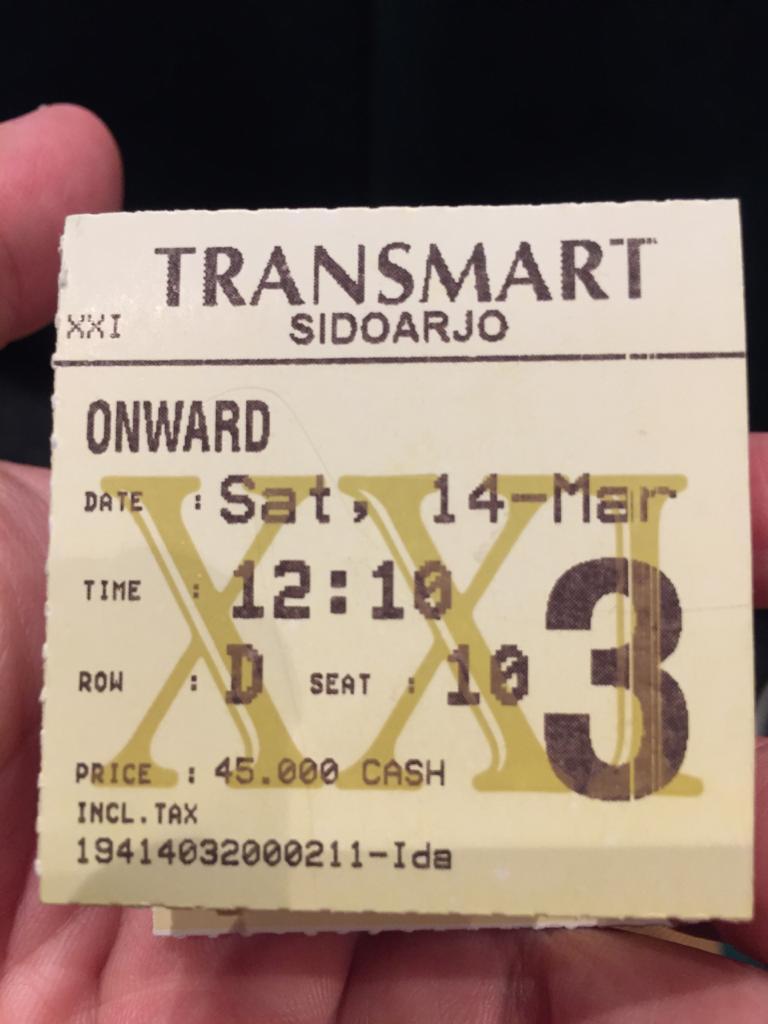 TRANSMART
XXI SIDOARJO
ONWARD
DATE : Sat, 14-Mar
TIME : 12:10
ROW : D SEAT : 10
3
PRICE : 45.000 CASH
INCL.TAX
19414032000211-Ida
XXI